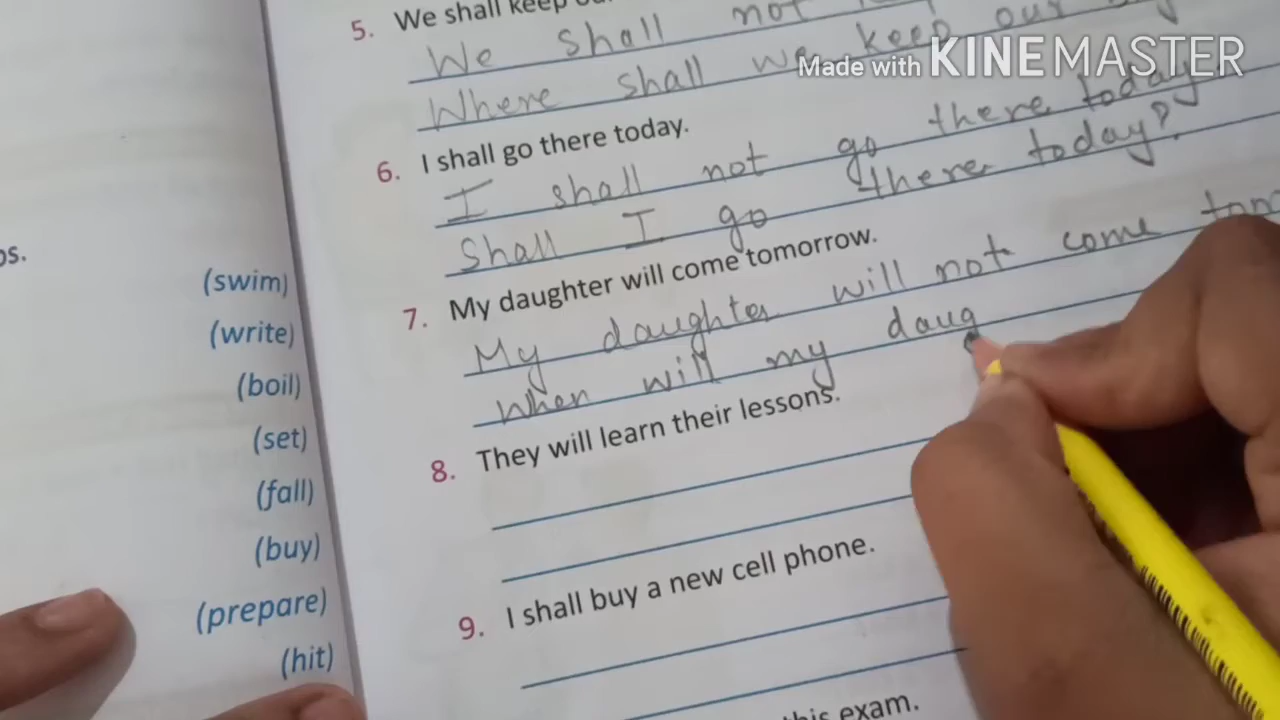 5. We shall keep
We shall not
Where shall we keep our
Made with KINEMASTER
6. I shall go there today.
I shall not go there today
Shall I go there today?
7. My daughter will come tomorrow.
My daughter will not come tom
When will my daug
8. They will learn their lessons.
9. I shall buy a new cell phone.
this exam.
os.
(swim)
(write)
(boil)
(set)
(fall)
(buy)
(prepare)
(hit)